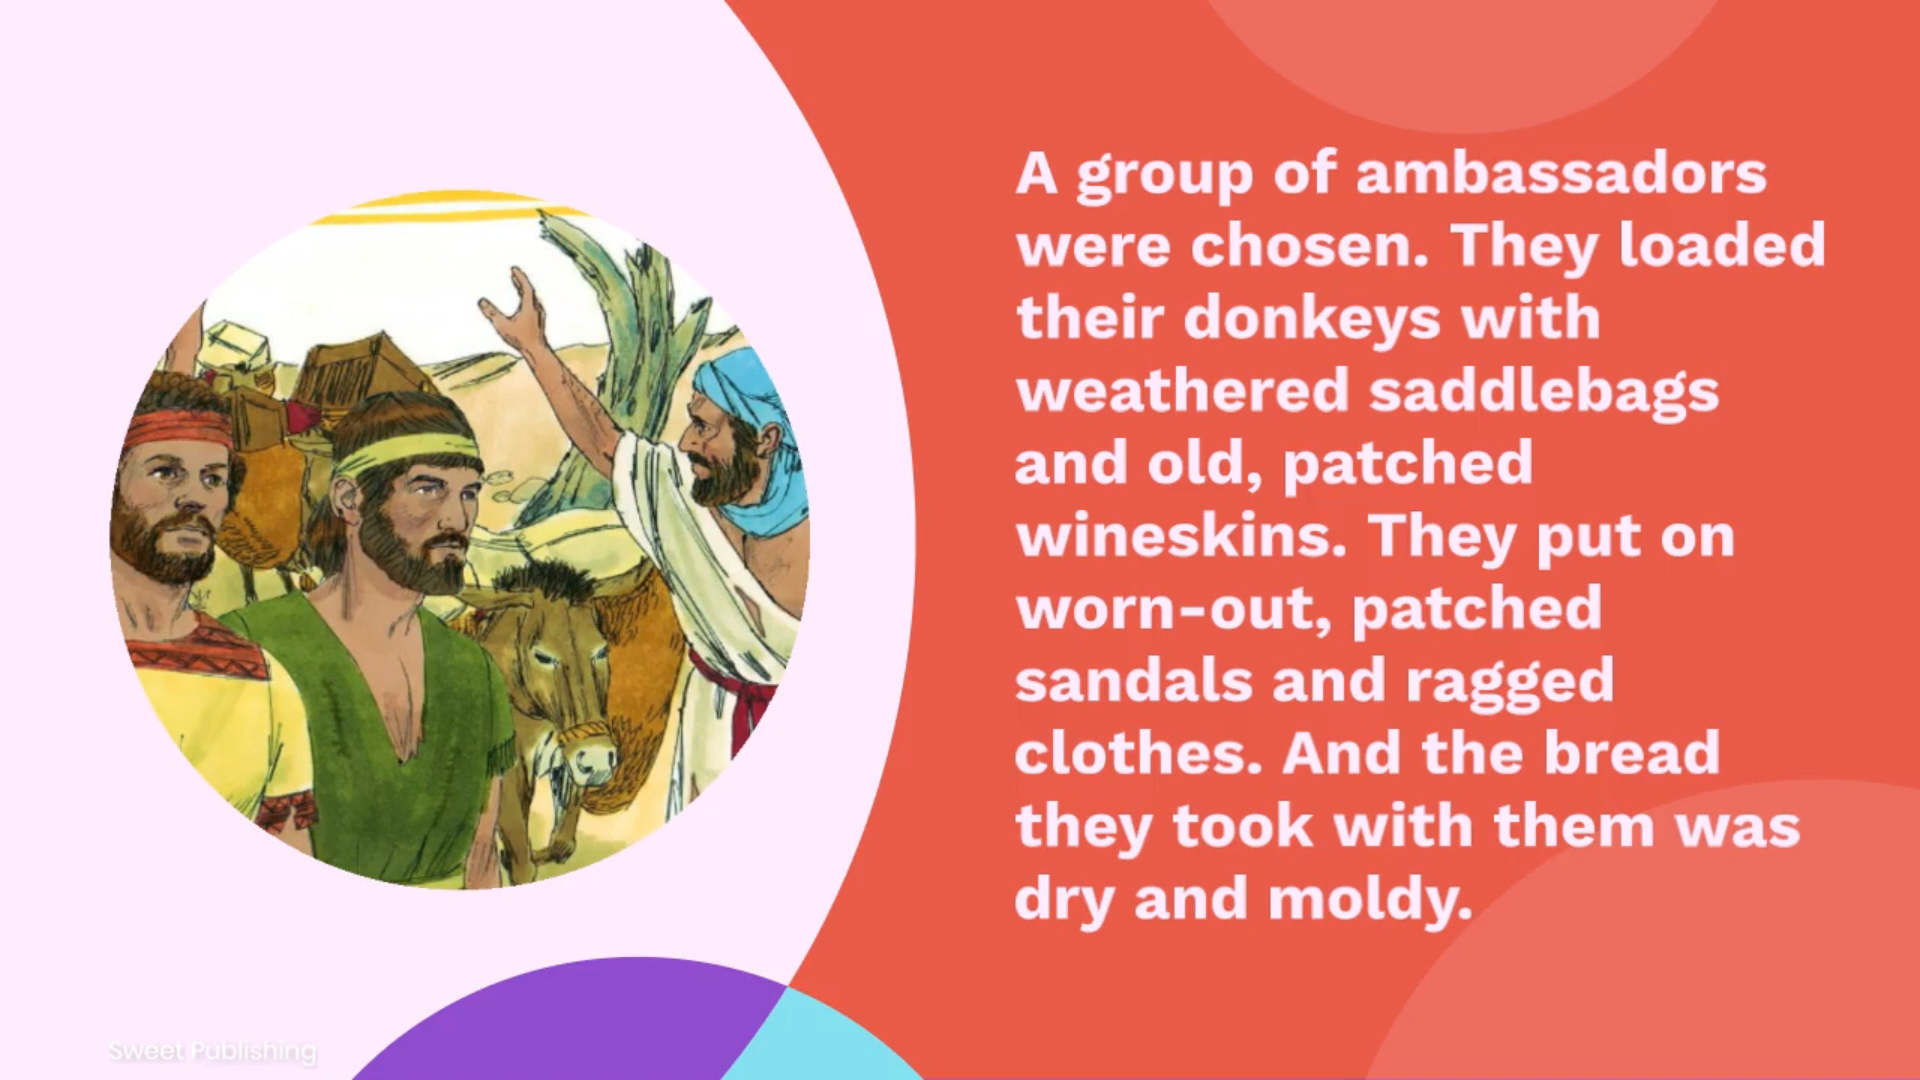 A group of ambassadors
were chosen. They loaded
their donkeys with
weathered saddlebags
and old, patched
wineskins. They put on
worn-out, patched
sandals and ragged
clothes. And the bread
they took with them was
dry and moldy.
Sweet Publishing